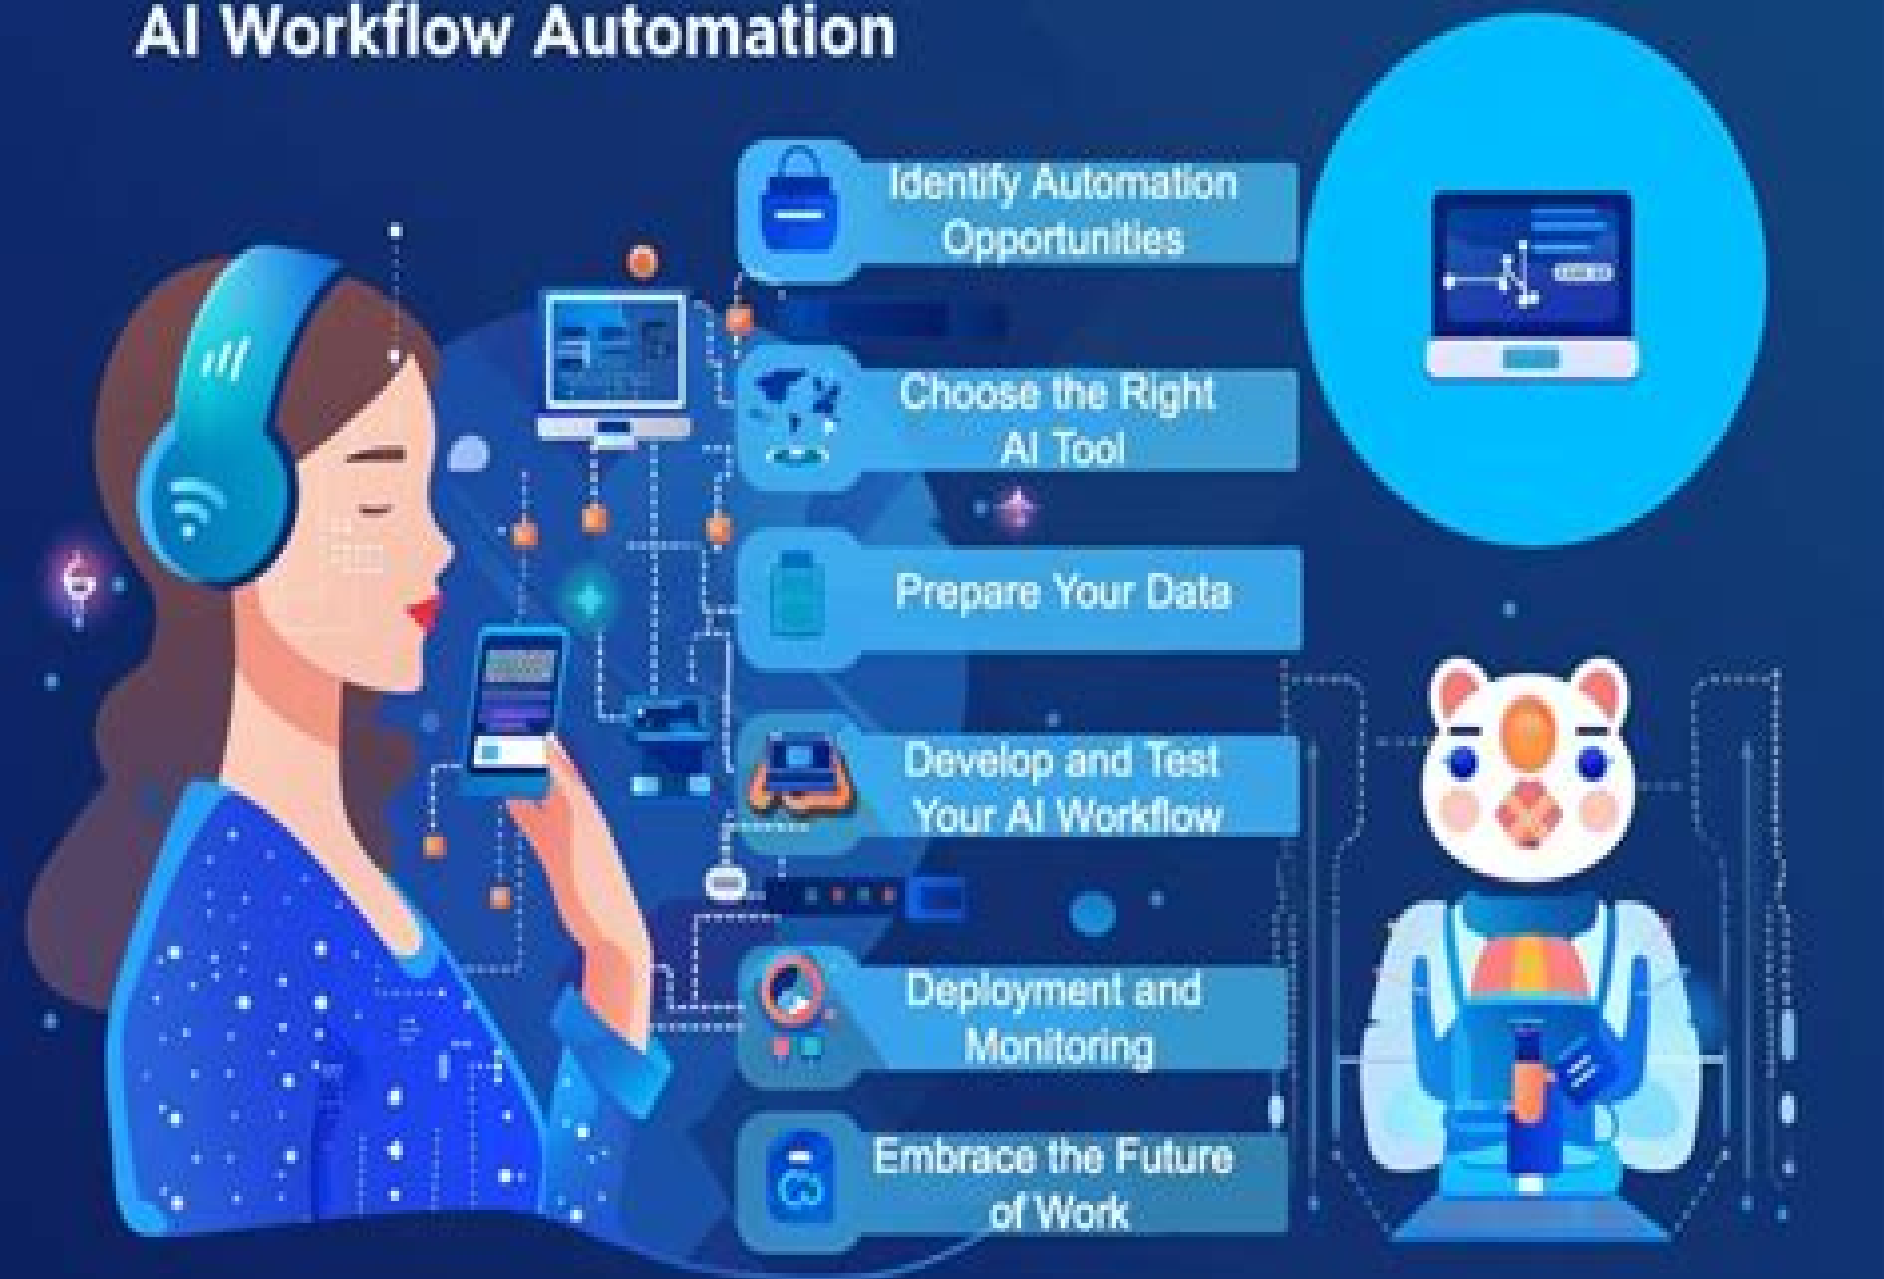 AI Workflow Automation
Identify Automation
Opportunities
Choose the Right
AI Tool
Prepare Your Data
Develop and Test
Your AI Workflow
Deployment and
Monitoring
Embrace the Future
of Work